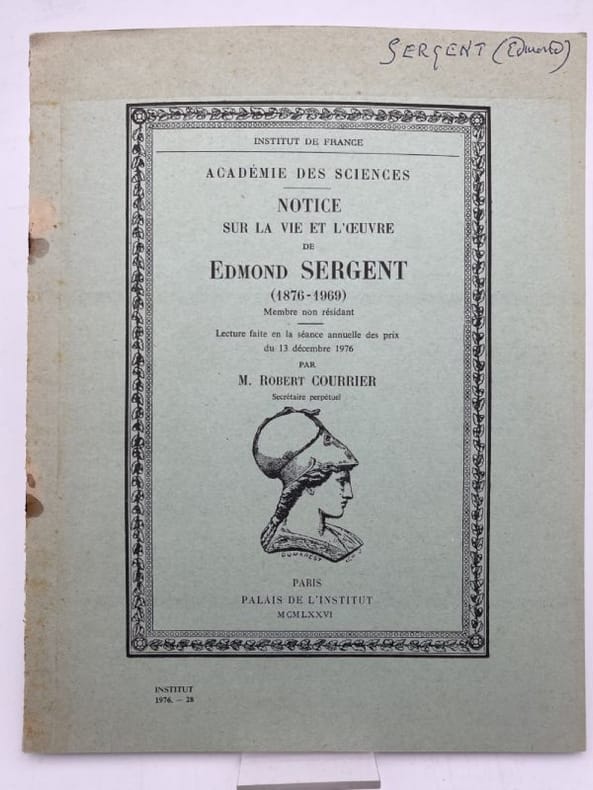 SERGENT (Edmond)
INSTITUT DE FRANCE
ACADÉMIE DES SCIENCES
NOTICE
SUR LA VIE ET L'ŒUVRE
DE
EDMOND SERGENT
(1876-1969)
Membre non résidant
Lecture faite en la séance annuelle des prix
du 13 décembre 1976
PAR
M. ROBERT COURRIER
Secrétaire perpétuel
DUMAREST
PARIS
PALAIS DE L'INSTITUT
MCMLXXVI
INSTITUT
1976. — 28